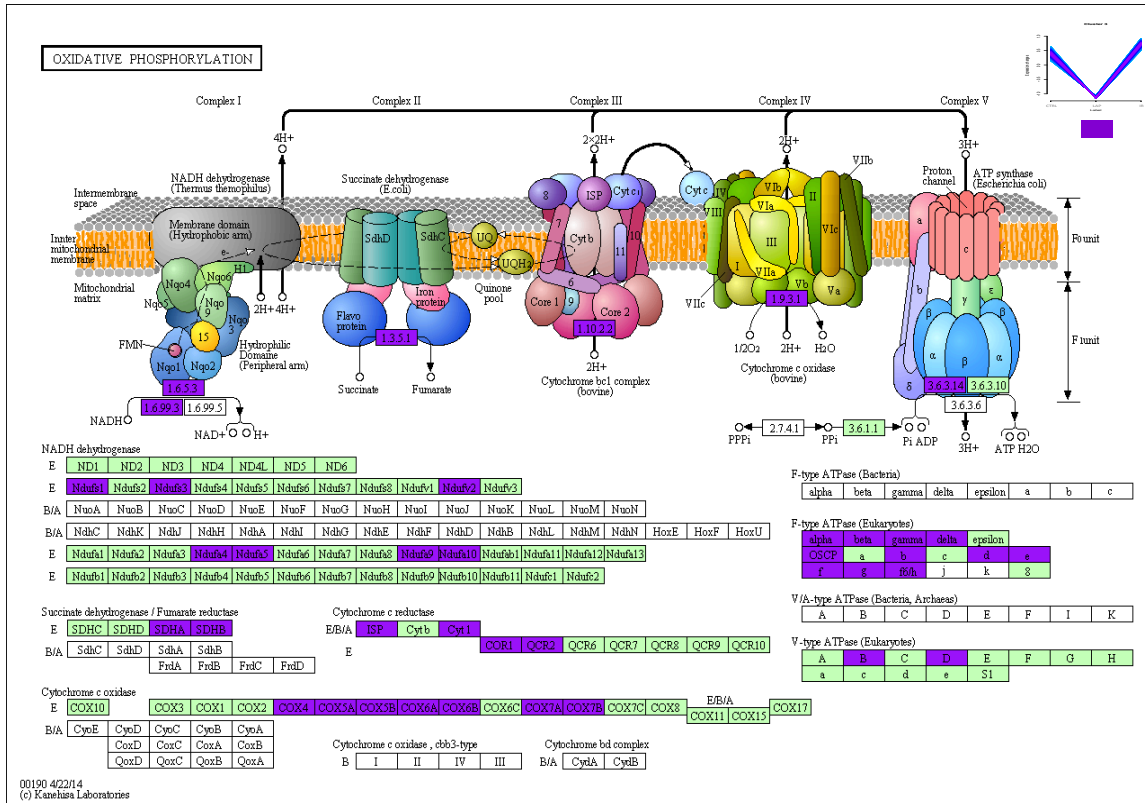 OXIDATIVE PHOSPHORYLATION
Complex I Complex II Complex III Complex IV Complex V
4H+ 2×2H+ 2H+ 3H+
NADH dehydrogenase
(Thermus themophilus)
Succinate dehydrogenase
(E.coli)
Proton
channel
ATP synthase
(Escherichia coli)
Intermembrane
space
Innter
mitochondrial
membrane
Mitochondrial
matrix
Membrane domain
(Hydrophobic arm)
e-
Nqo6 H1
Nqo4
Nqo5
Nqo
9
Nqo
3
15
FMN
Nqo1 Nqo2
2H+ 4H+
Hydrophilic
Domaine
(Peripheral arm)
1.6.5.3
1.6.99.3 1.6.99.5
NADH
NAD+ H+
SdhD SdhC
Flavo
protein
Iron
protein
1.3.5.1
Succinate Fumarate
UQ
UQH2
Quinone
pool
8 ISP Cyt c1
7 Cyt b 11 10
6
Core 1 9 Core 2
1.10.2.2
2H+
Cytochrome bc1 complex
(bovine)
Cyt c
IV VIb II VIIb
VIII VIa
III VIc
I VIIa
VIIc Vb Va
1.9.3.1
1/2O2 2H+ H2O
Cytochrome c oxidase
(bovine)
a c
b γ ε
β β
α β α
δ
3.6.3.14 3.6.3.10
3.6.3.6
Fo unit
F1 unit
PPPi 2.7.4.1 PPi 3.6.1.1 Pi ADP
3H+
ATP H2O
NADH dehydrogenase
E ND1 ND2 ND3 ND4 ND4L ND5 ND6
E Ndufs1 Ndufs2 Ndufs3 Ndufs4 Ndufs5 Ndufs6 Ndufs7 Ndufs8 Ndufv1 Ndufv2 Ndufv3
B/A NuoA NuoB NuoC NuoD NuoE NuoF NuoG NuoH NuoI NuoJ NuoK NuoL NuoM NuoN
B/A NdhC NdhK NdhJ NdhH NdhA NdhI NdhG NdhE NdhF NdhD NdhB NdhL NdhM NdhN HoxE HoxF HoxU
E Ndufa1 Ndufa2 Ndufa3 Ndufa4 Ndufa5 Ndufa6 Ndufa7 Ndufa8 Ndufa9 Ndufa10 Ndufab1 Ndufa11 Ndufa12 Ndufa13
E Ndufb1 Ndufb2 Ndufb3 Ndufb4 Ndufb5 Ndufb6 Ndufb7 Ndufb8 Ndufb9 Ndufb10 Ndufb11 Ndufc1 Ndufc2
Succinate dehydrogenase / Fumarate reductase
E SDHC SDHD SDHA SDHB
B/A SdhC SdhD SdhA SdhB
FrdA FrdB FrdC FrdD
Cytochrome c reductase
E/B/A ISP Cyt b Cyt 1
E COR1 QCR2 QCR6 QCR7 QCR8 QCR9 QCR10
Cytochrome c oxidase
E COX10 COX3 COX1 COX2 COX4 COX5A COX5B COX6A COX6B COX6C COX7A COX7B COX7C COX8
E/B/A
COX11 COX15 COX17
B/A CyoE CyoD CyoC CyoB CyoA
CoxD CoxC CoxA CoxB
QoxD QoxC QoxB QoxA
Cytochrome c oxidase , cbb3-type
B I II IV III
Cytochrome bd complex
B/A CydA CydB
F-type ATPase (Bacteria)
alpha beta gamma delta epsilon a b c
F-type ATPase (Eukaryotes)
alpha beta gamma delta epsilon
OSCP a b c d e
f g f6/h j k 8
V/A-type ATPase (Bacteria, Archaeas)
A B C D E F I K
V-type ATPase (Eukaryotes)
A B C D E F G H
a c d e S1
00190 4/22/14
(c) Kanehisa Laboratories